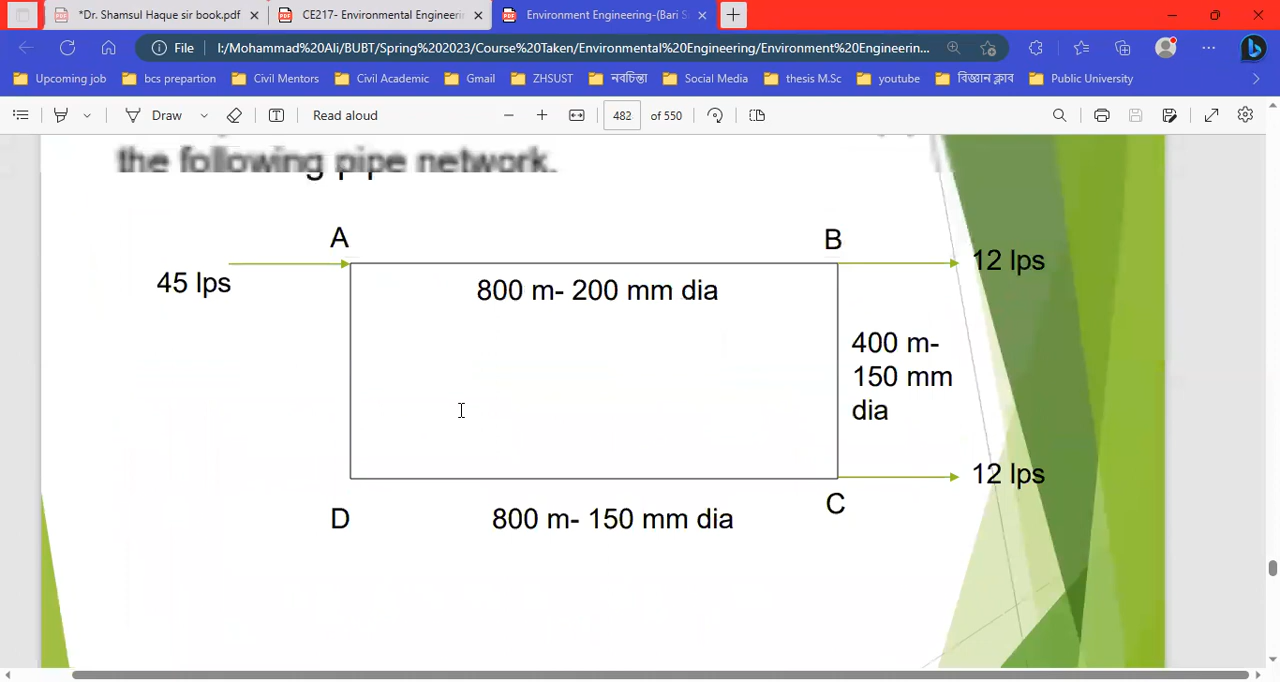 *Dr. Shamsul Haque sir book.pdf
CE217- Environmental Engineerin
Environment Engineering-(Bari S
File
I:/Mohammad%20Ali/BUBT/Spring%202023/Course%20Taken/Environmental%20Engineering/Environment%20Engineerin...
Upcoming job
bcs prepartion
Civil Mentors
Civil Academic
Gmail
ZHSUST
নবচিন্তা
Social Media
thesis M.Sc
youtube
বিজ্ঞান ক্লাব
Public University
Draw
Read aloud
482
of 550
the following pipe network.
A
B
45 lps
12 lps
800 m- 200 mm dia
400 m-
150 mm
dia
12 lps
D
800 m- 150 mm dia
C